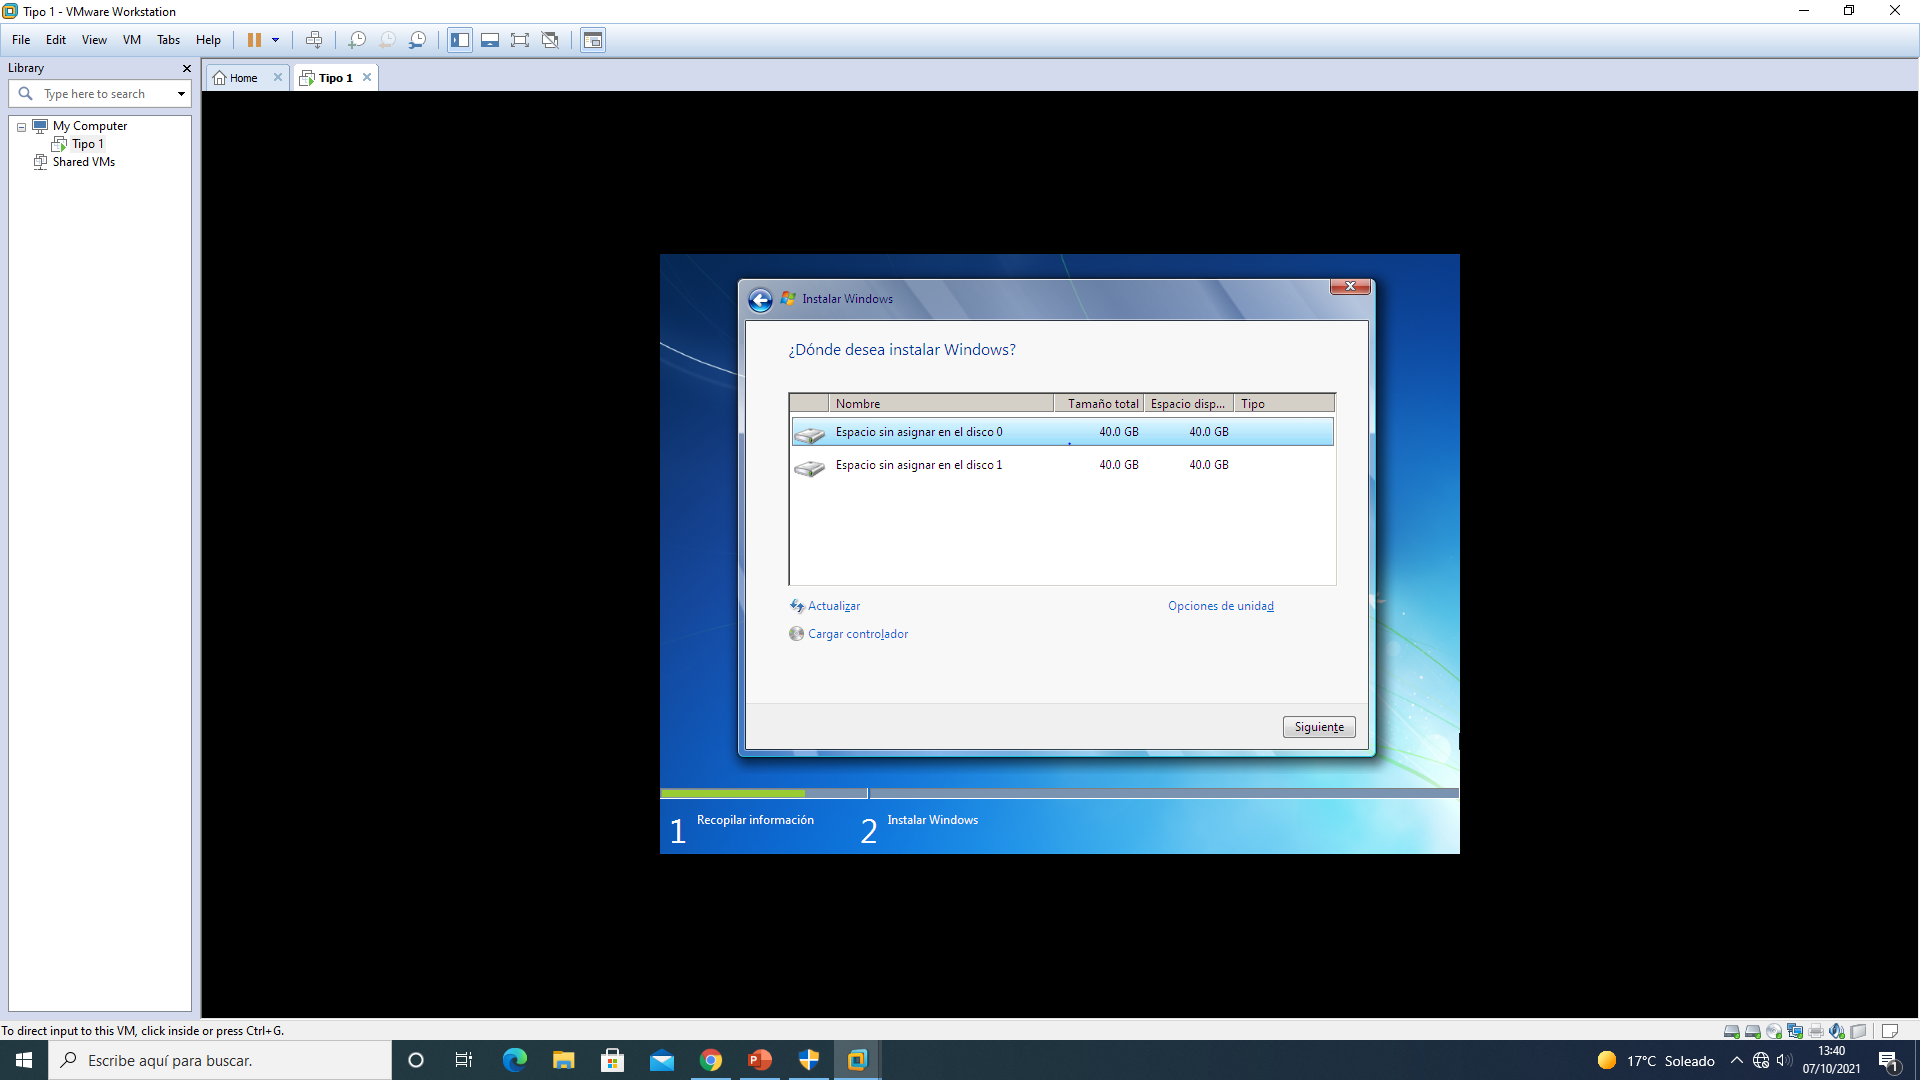 Tipo 1 - VMware Workstation
File Edit View VM Tabs Help
Library
Home
Tipo 1
Type here to search
My Computer
Tipo 1
Shared VMs
Instalar Windows
¿Dónde desea instalar Windows?
Nombre Tamaño total Espacio disp... Tipo
Espacio sin asignar en el disco 0 40.0 GB 40.0 GB
Espacio sin asignar en el disco 1 40.0 GB 40.0 GB
Actualizar
Opciones de unidad
Cargar controlador
Siguiente
1 Recopilar información
2 Instalar Windows
To direct input to this VM, click inside or press Ctrl+G.
Escribe aquí para buscar.
17°C Soleado
13:40
07/10/2021
1